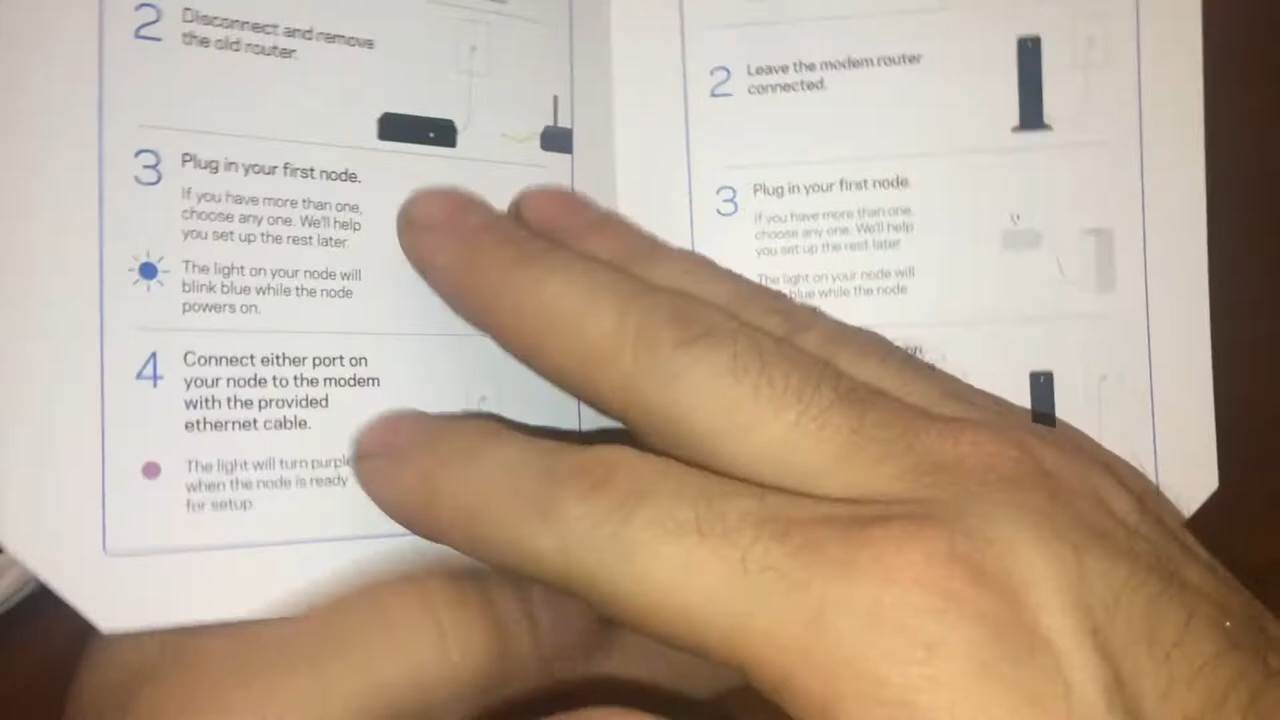 2
Disconnect and remove
the old router.
3
Plug in your first node.
If you have more than one,
choose any one. We'll help
you set up the rest later.
The light on your node will
blink blue while the node
powers on.
4
Connect either port on
your node to the modem
with the provided
ethernet cable.
The light will turn purple
when the node is ready
for setup.
2
Leave the modem router
connected.
3
Plug in your first node.
If you have more than one,
choose any one. We'll help
you set up the rest later.
The light on your node will
blue while the node